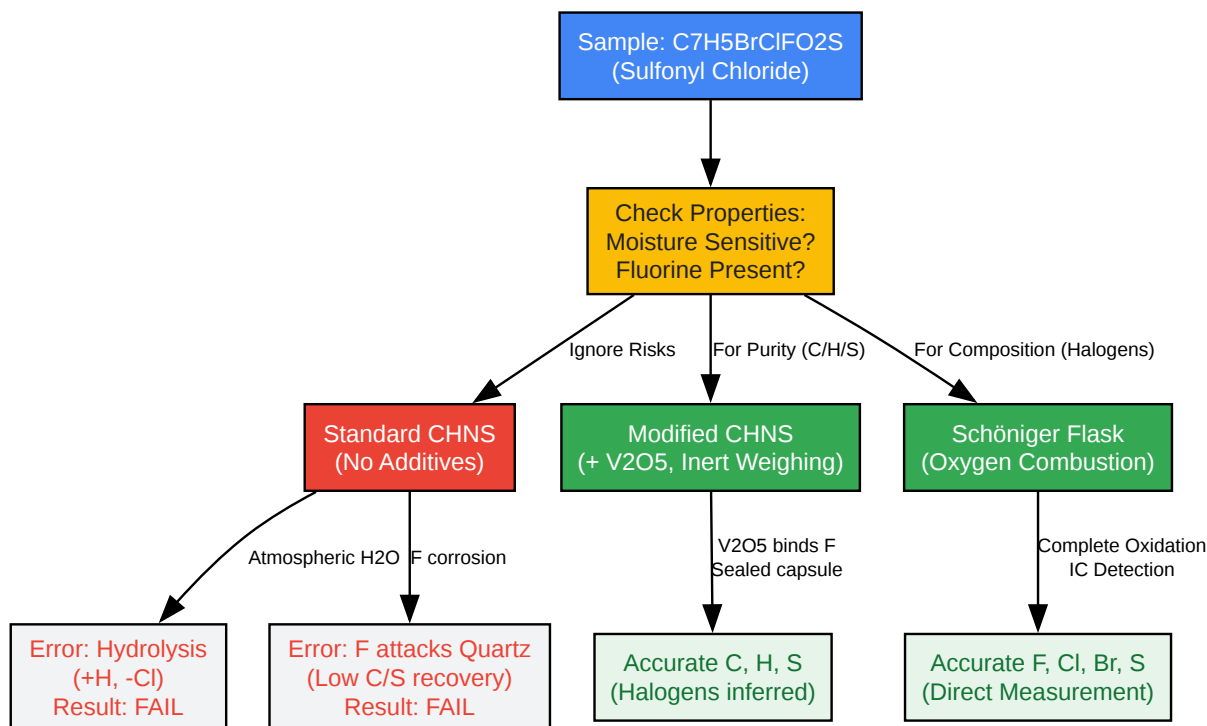 Sample: C7H5BrClFO2S
(Sulfonyl Chloride)
Check Properties:
Moisture Sensitive?
Fluorine Present?
Ignore Risks
For Purity (C/H/S)
For Composition (Halogens)
Standard CHNS
(No Additives)
Modified CHNS
(+ V2O5, Inert Weighing)
Schöniger Flask
(Oxygen Combustion)
Atmospheric H2O
F corrosion
V2O5 binds F
Sealed capsule
Complete Oxidation
IC Detection
Error: Hydrolysis
(+H, -Cl)
Result: FAIL
Error: F attacks Quartz
(Low C/S recovery)
Result: FAIL
Accurate C, H, S
(Halogens inferred)
Accurate F, Cl, Br, S
(Direct Measurement)